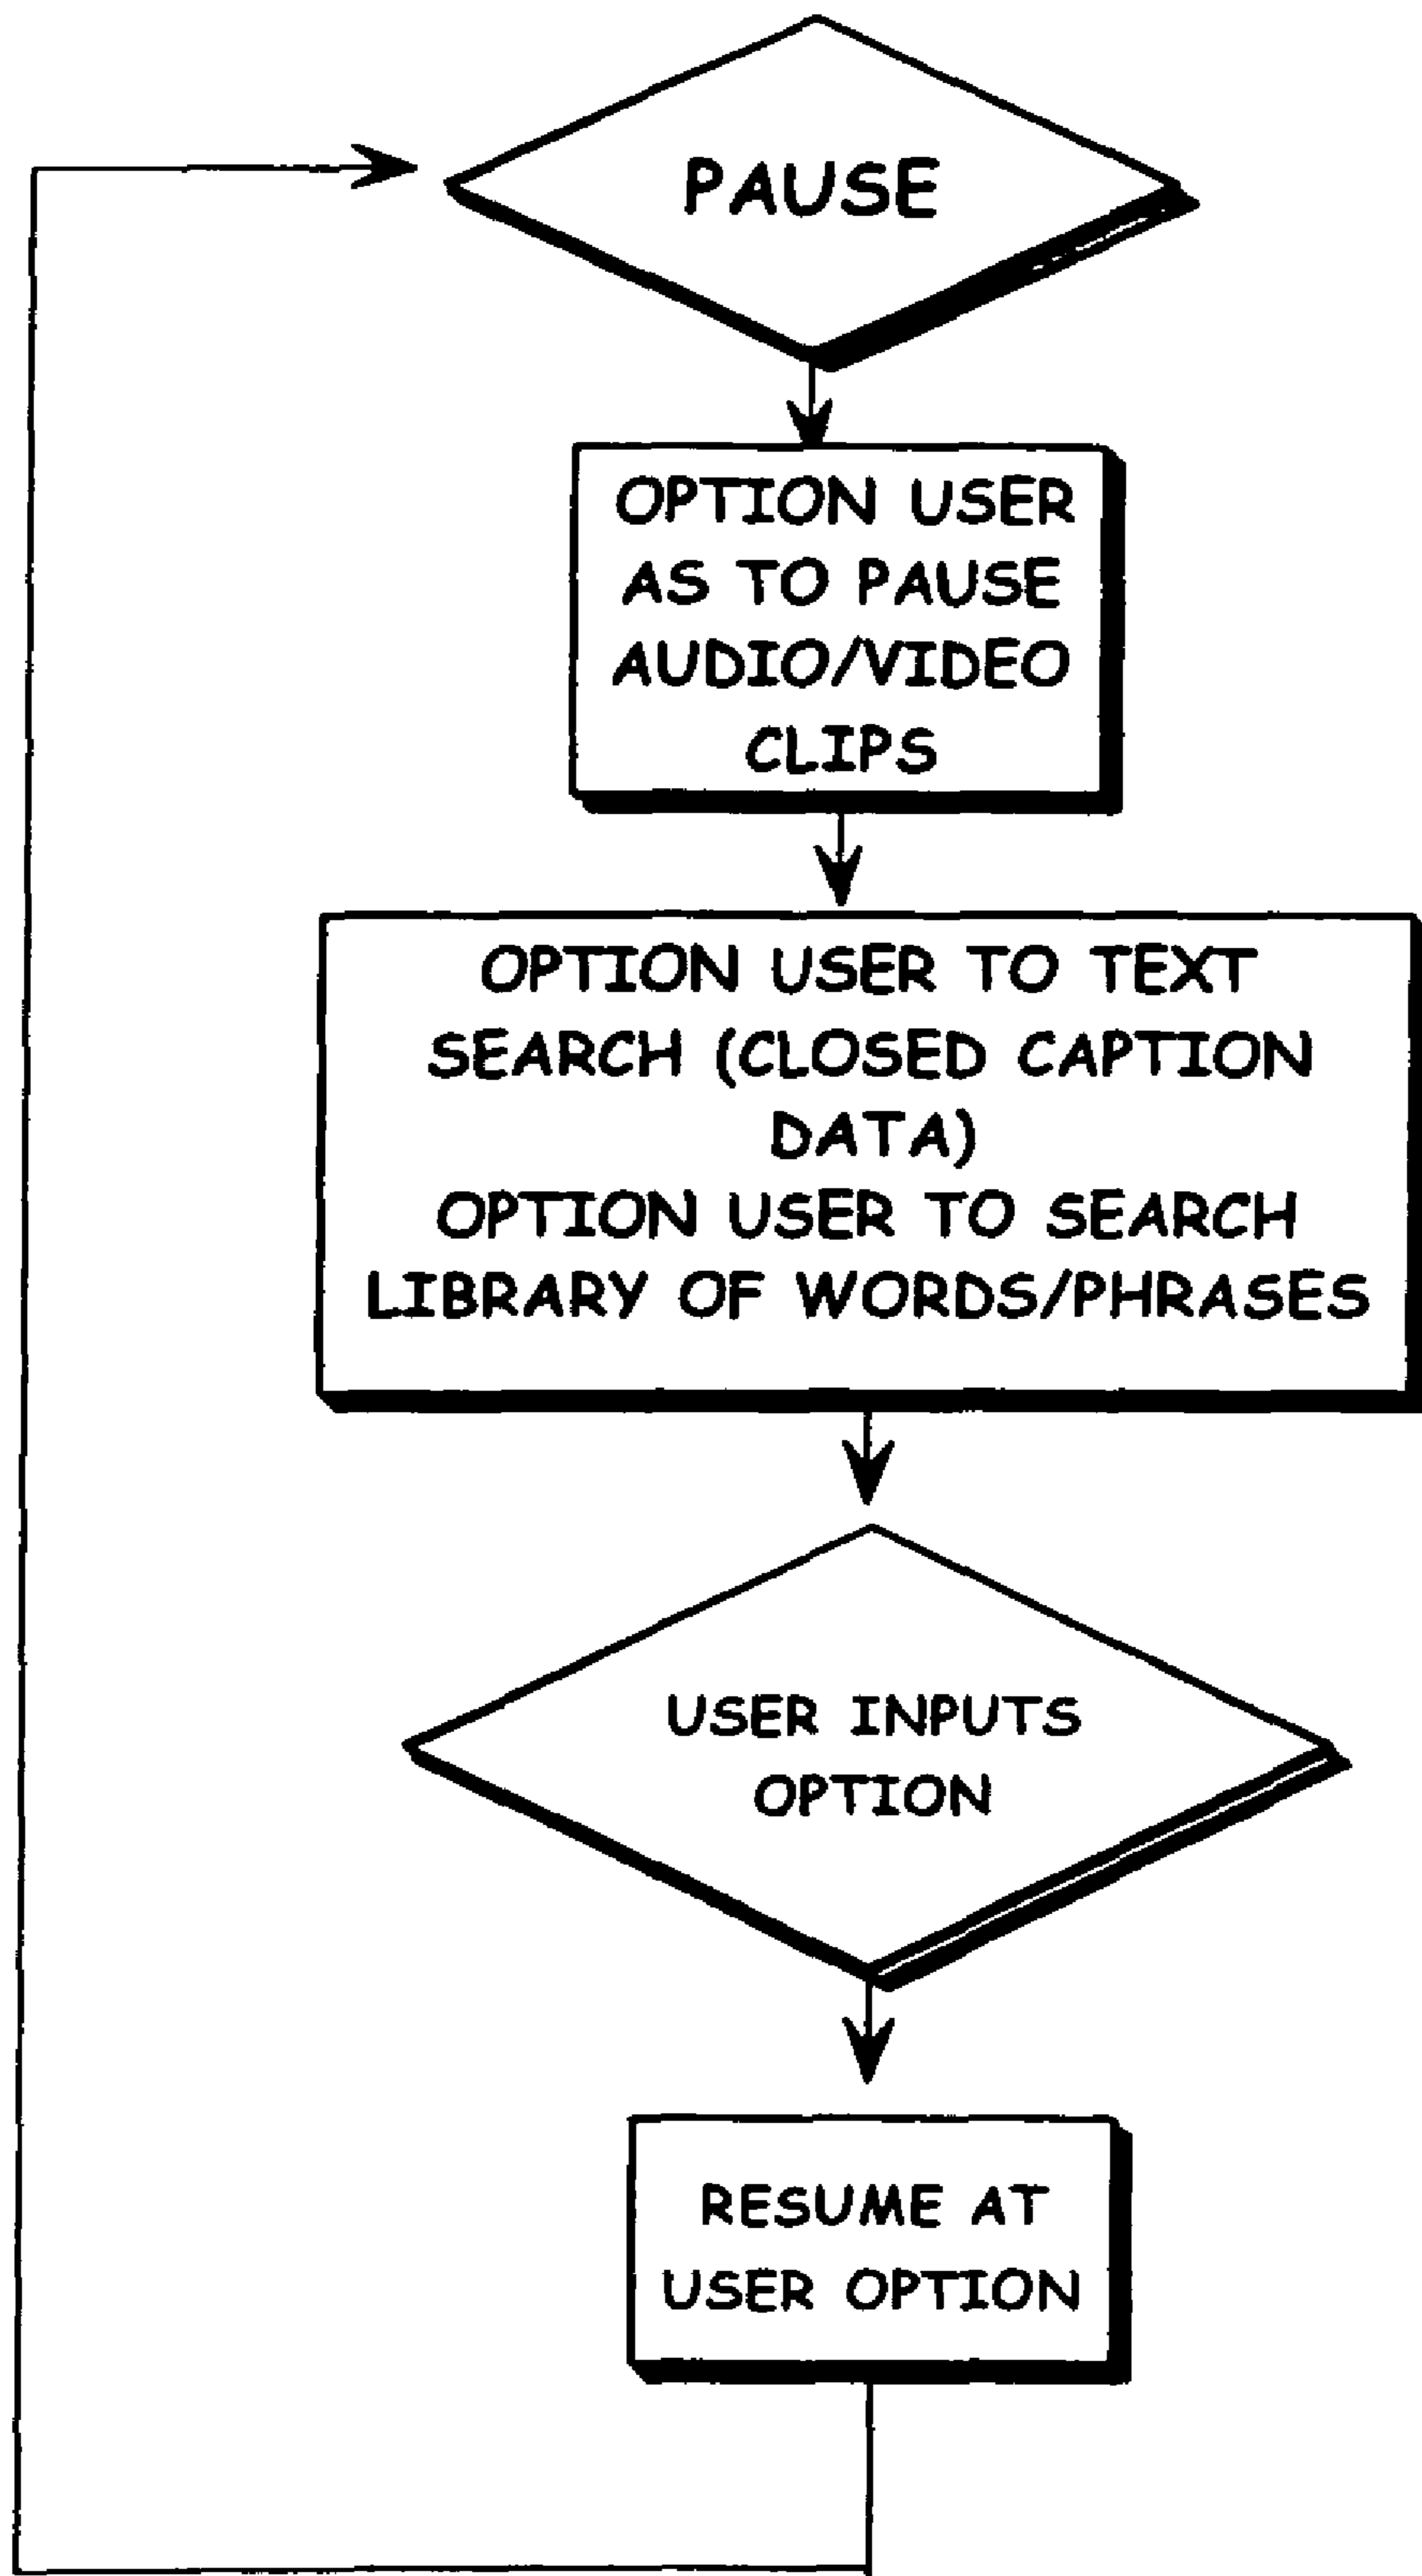 PAUSE
OPTION USER
AS TO PAUSE
AUDIO/VIDEO
CLIPS
OPTION USER TO TEXT
SEARCH (CLOSED CAPTION
DATA)
OPTION USER TO SEARCH
LIBRARY OF WORDS/PHRASES
USER INPUTS
OPTION
RESUME AT
USER OPTION